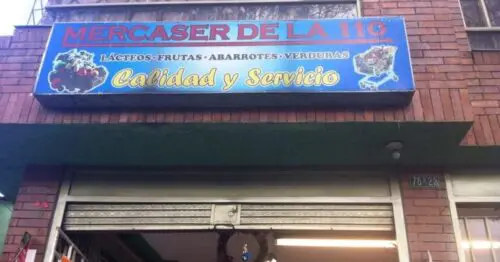 MERCASER DE LA 110
LÁCTEOS·FRUTAS·ABARROTES·VERDURAS
Calidad y Servicio
76-28